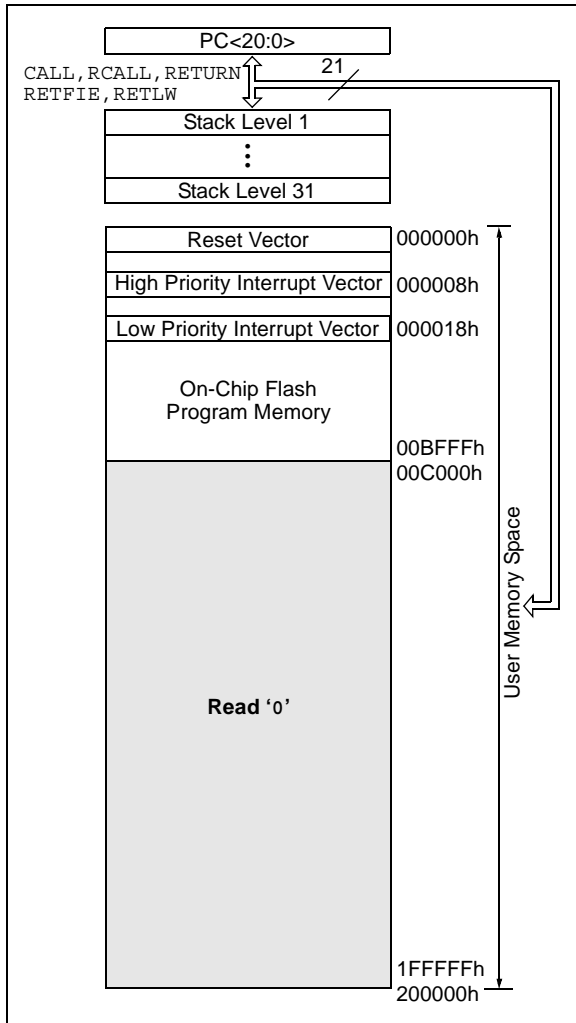 PC<20:0>
CALL,RCALL,RETURN
RETFIE,RETLW
21
Stack Level 1
Stack Level 31
Reset Vector
000000h
High Priority Interrupt Vector
000008h
Low Priority Interrupt Vector
000018h
On-Chip Flash
Program Memory
00BFFFh
00C000h
User Memory Space
Read ‘0’
1FFFFFh
200000h